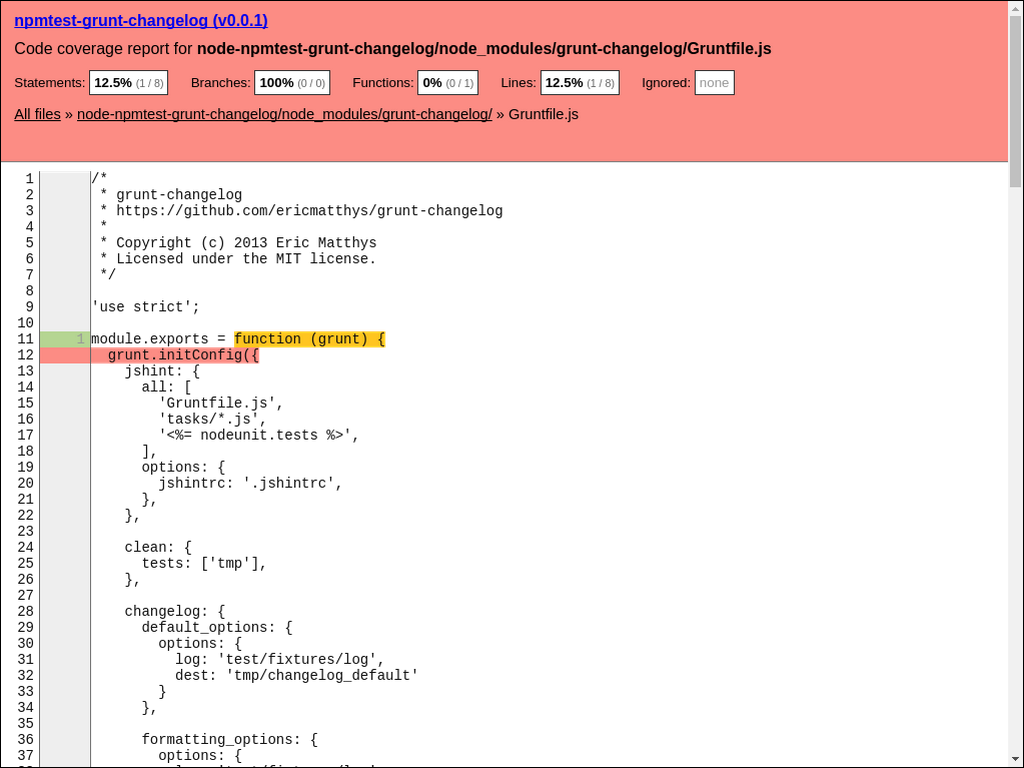 npmtest-grunt-changelog (v0.0.1)
Code coverage report for node-npmtest-grunt-changelog/node_modules/grunt-changelog/Gruntfile.js
Statements: 12.5% (1 / 8) Branches: 100% (0 / 0) Functions: 0% (0 / 1) Lines: 12.5% (1 / 8) Ignored: none
All files » node-npmtest-grunt-changelog/node_modules/grunt-changelog/ » Gruntfile.js
1 /*
2  * grunt-changelog
3  * https://github.com/ericmatthys/grunt-changelog
4  *
5  * Copyright (c) 2013 Eric Matthys
6  * Licensed under the MIT license.
7  */
8
9 'use strict';
10
11 1 module.exports = function (grunt) {
12   grunt.initConfig({
13     jshint: {
14       all: [
15         'Gruntfile.js',
16         'tasks/*.js',
17         '<%= nodeunit.tests %>',
18       ],
19       options: {
20         jshintrc: '.jshintrc',
21       },
22     },
23
24     clean: {
25       tests: ['tmp'],
26     },
27
28     changelog: {
29       default_options: {
30         options: {
31           log: 'test/fixtures/log',
32           dest: 'tmp/changelog_default'
33         }
34       },
35
36       formatting_options: {
37         options: {